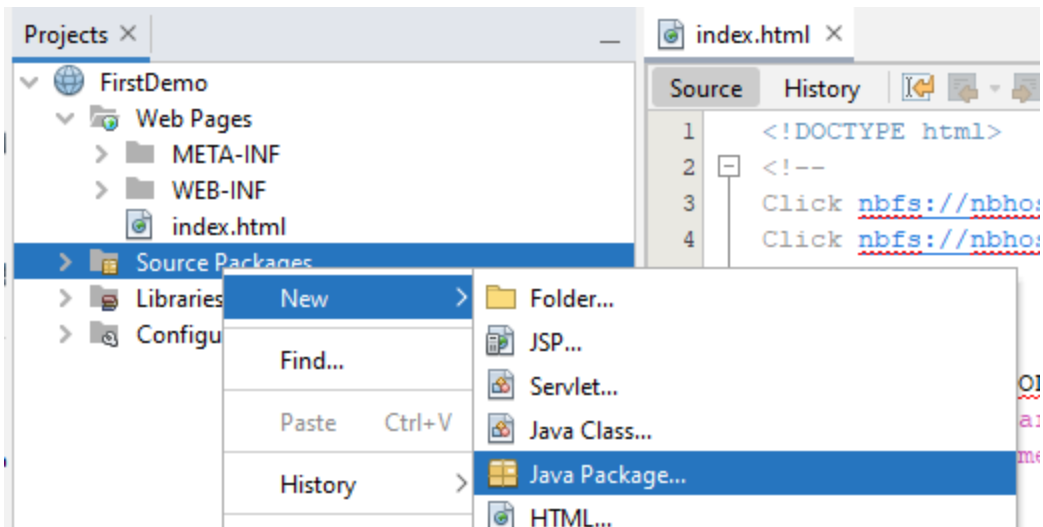 Projects
index.html
FirstDemo
Web Pages
META-INF
WEB-INF
index.html
Source Packages
Libraries
Configu
New
Find...
Paste Ctrl+V
History
Folder...
JSP...
Servlet...
Java Class...
Java Package...
HTML...
Source History
1 <!DOCTYPE html>
2 <!--
3 Click nbfs://nbhos
4 Click nbfs://nbhos